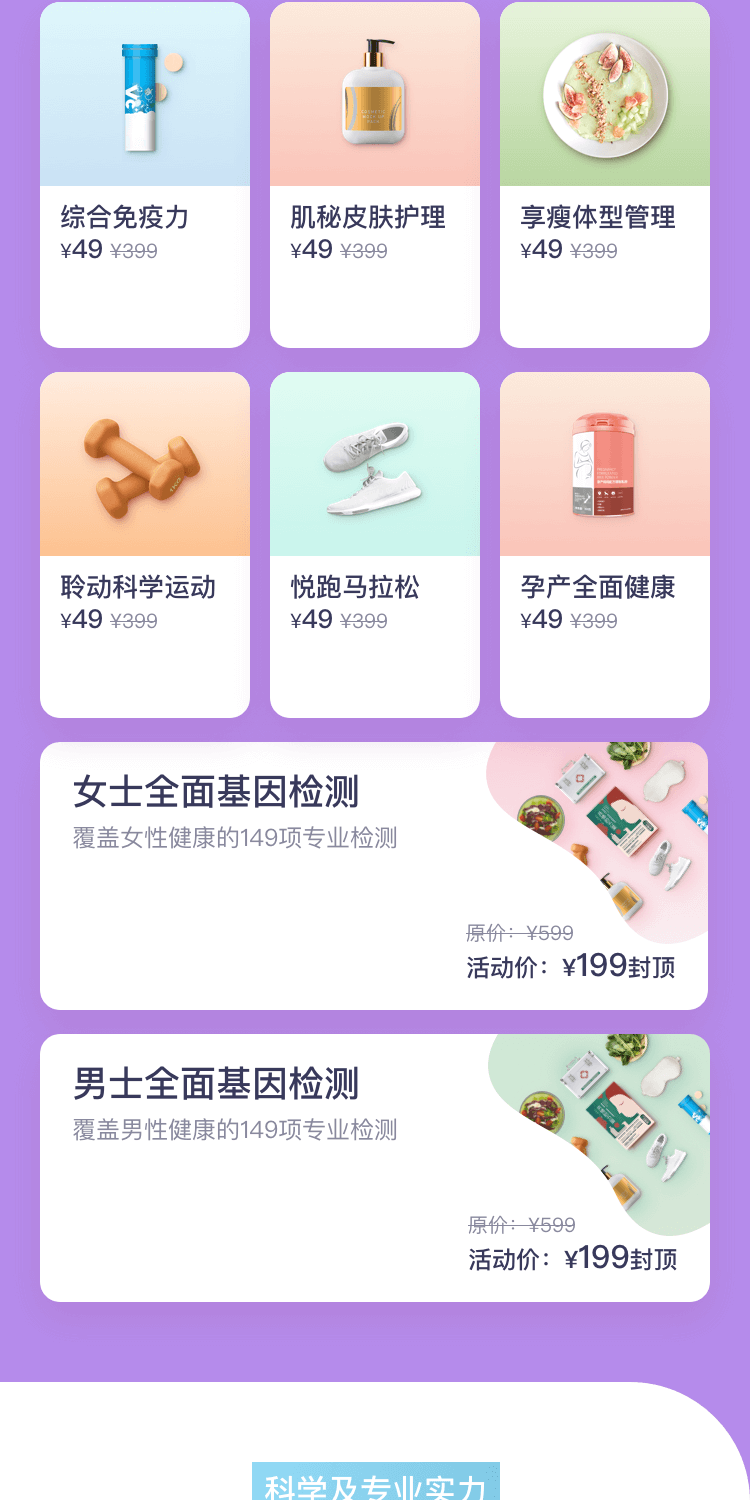 综合免疫力
¥49 ¥399
肌秘皮肤护理
¥49 ¥399
享瘦体型管理
¥49 ¥399
聆动科学运动
¥49 ¥399
悦跑马拉松
¥49 ¥399
孕产全面健康
¥49 ¥399
女士全面基因检测
覆盖女性健康的149项专业检测
原价：¥599
活动价：¥199封顶
男士全面基因检测
覆盖男性健康的149项专业检测
原价：¥599
活动价：¥199封顶
科学及专业实力